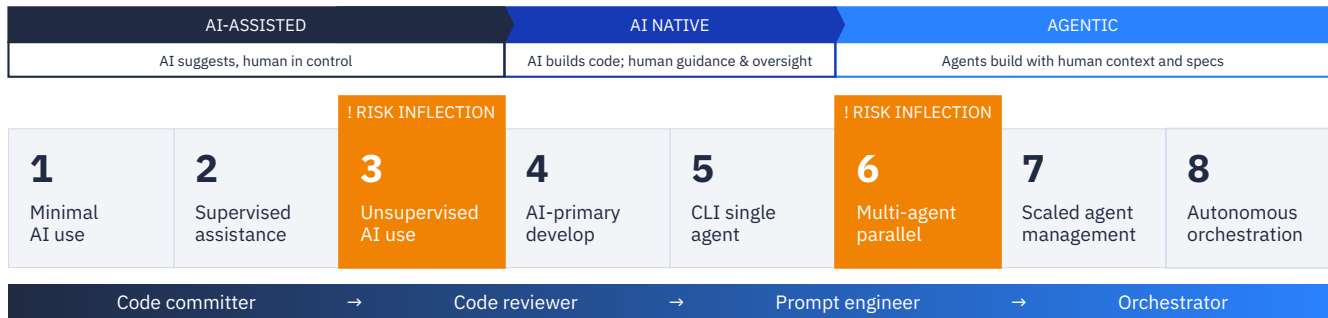 AI-ASSISTED
AI NATIVE
AGENTIC
AI suggests, human in control
AI builds code; human guidance & oversight
Agents build with human context and specs
! RISK INFLECTION
! RISK INFLECTION
1
Minimal
AI use
2
Supervised
assistance
3
Unsupervised
AI use
4
AI-primary
develop
5
CLI single
agent
6
Multi-agent
parallel
7
Scaled agent
management
8
Autonomous
orchestration
Code committer → Code reviewer → Prompt engineer → Orchestrator